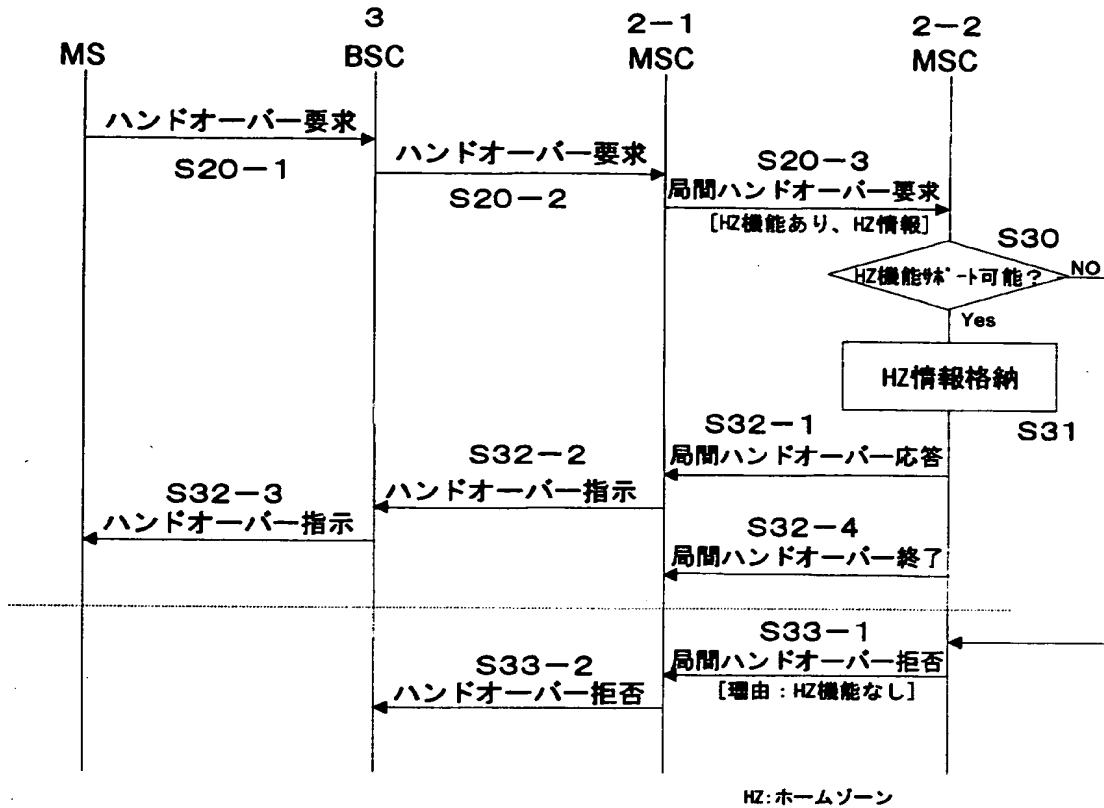 3
2−1
2−2
MS
BSC
MSC
MSC
ハンドオーバー要求
S20−1
ハンドオーバー要求
S20−2
S20−3
局間ハンドオーバー要求
[HZ機能あり、HZ情報]
S30
HZ機能ｻﾎﾟｰﾄ可能？
NO
Yes
HZ情報格納
S31
S32−1
局間ハンドオーバー応答
S32−2
ハンドオーバー指示
S32−3
ハンドオーバー指示
S32−4
局間ハンドオーバー終了
S33−1
局間ハンドオーバー拒否
[理由：HZ機能なし]
S33−2
ハンドオーバー拒否
HZ:ホームゾーン